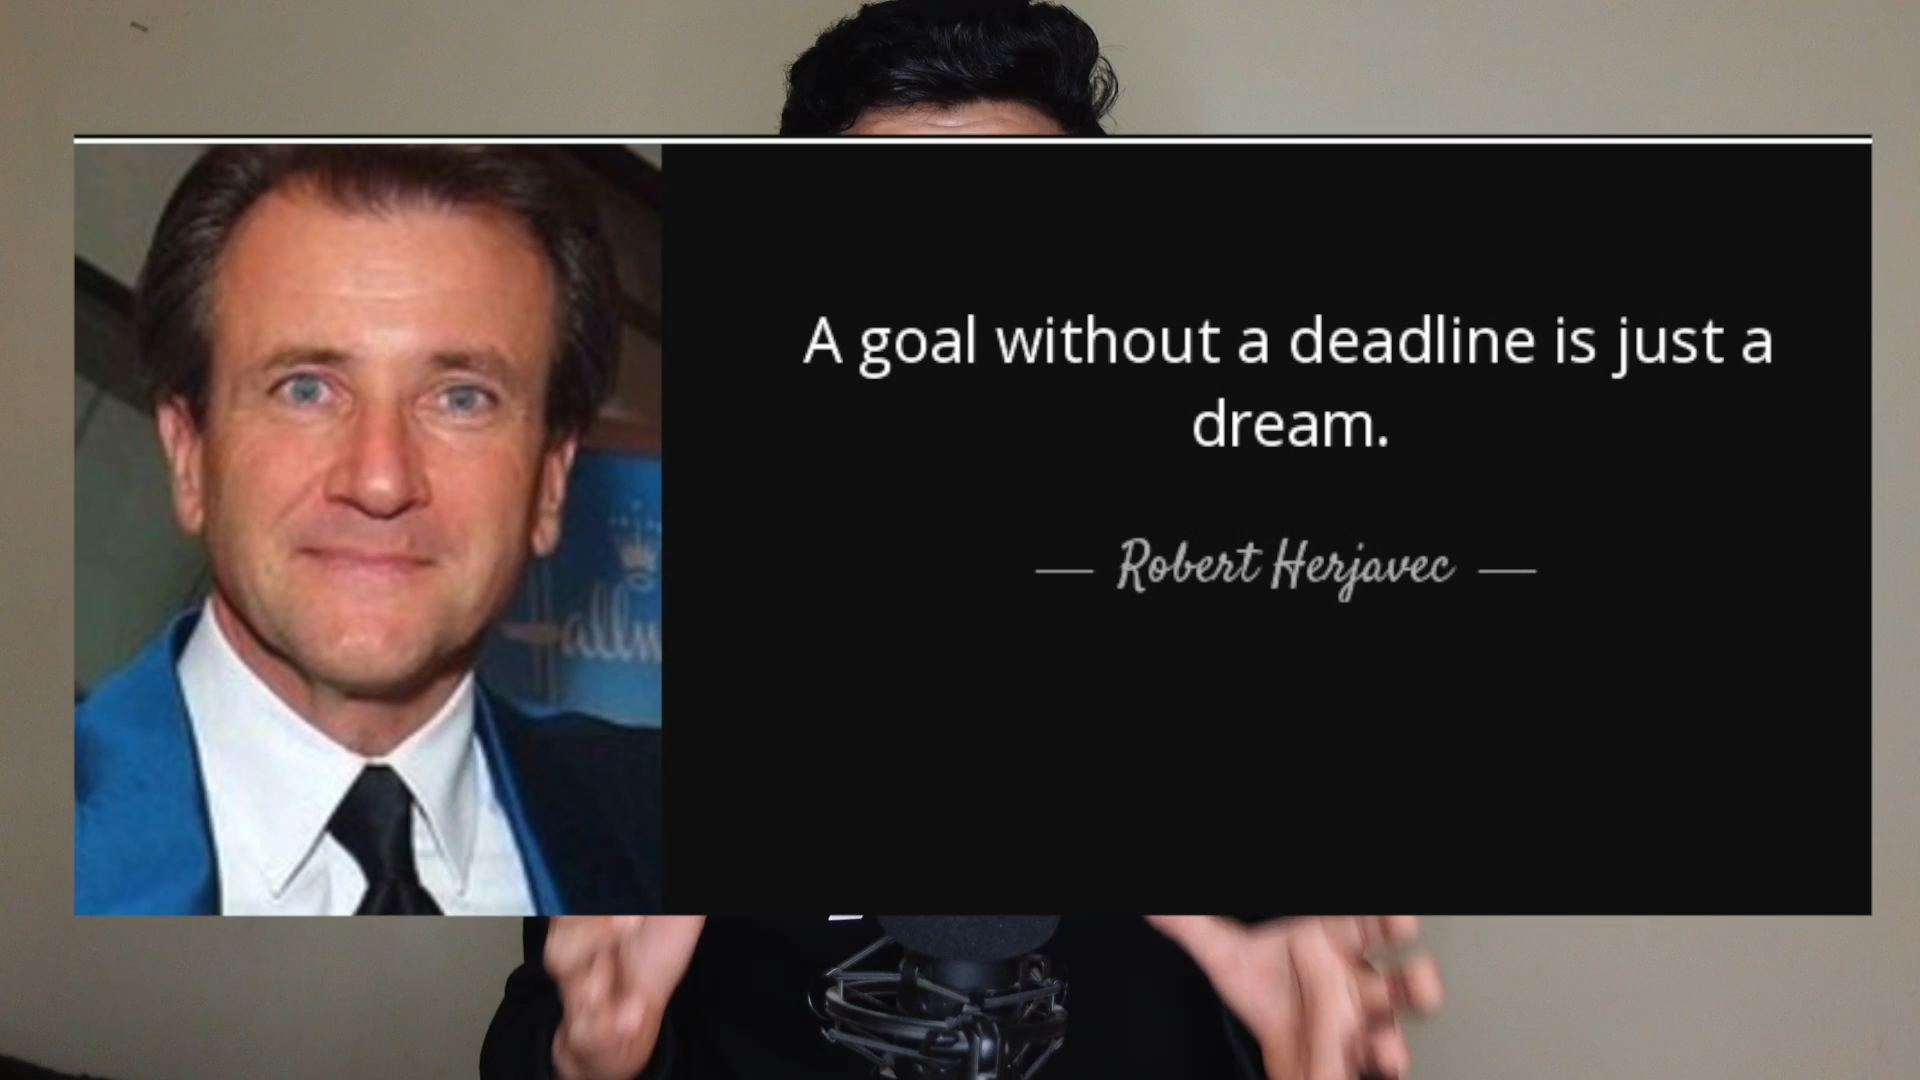 A goal without a deadline is just a
dream.
— Robert Herjavec —